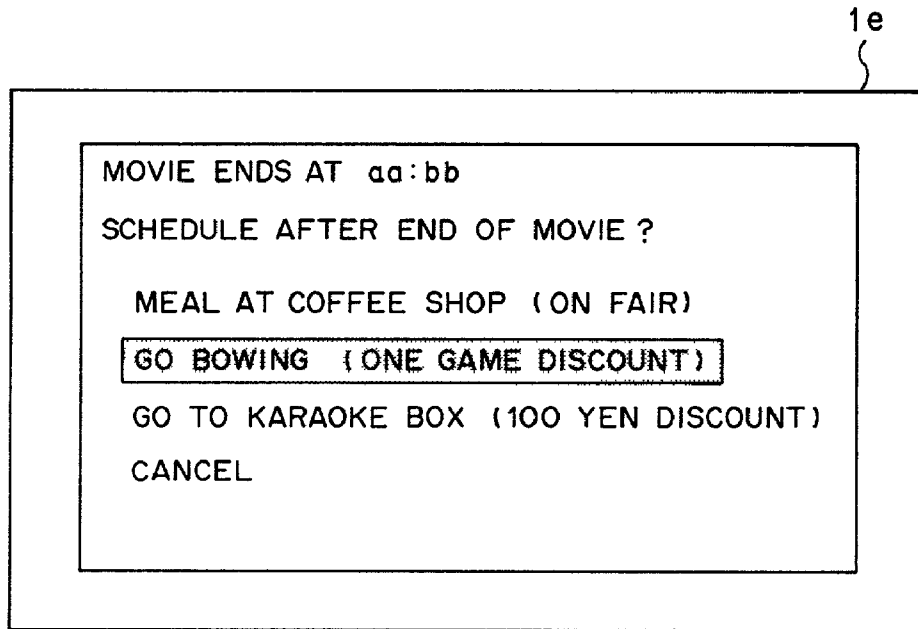 1e
MOVIE ENDS AT aa:bb
SCHEDULE AFTER END OF MOVIE ?
MEAL AT COFFEE SHOP (ON FAIR)
GO BOWING (ONE GAME DISCOUNT)
GO TO KARAOKE BOX (100 YEN DISCOUNT)
CANCEL